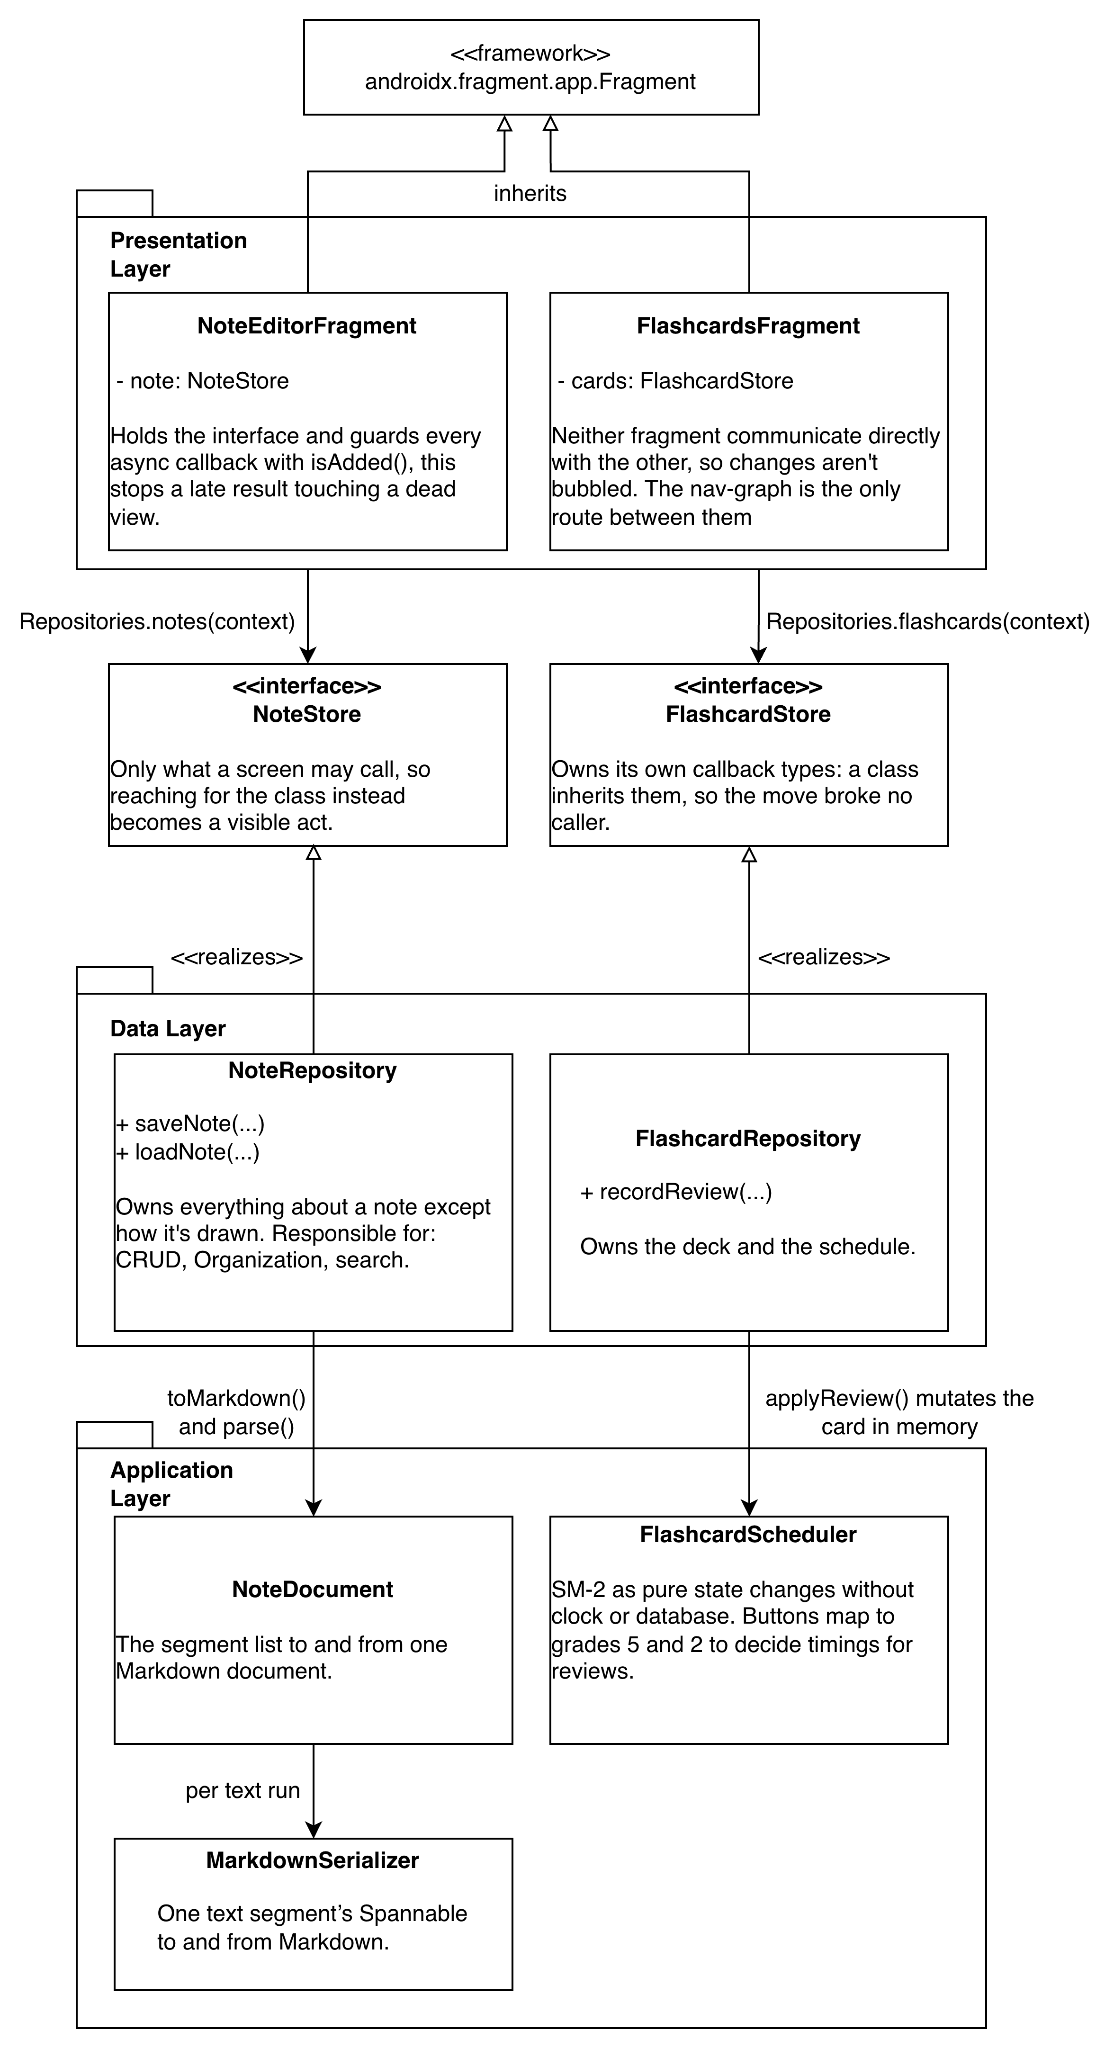 <<framework>>
androidx.fragment.app.Fragment
inherits
Presentation
Layer
NoteEditorFragment
- note: NoteStore
Holds the interface and guards every
async callback with isAdded(), this
stops a late result touching a dead
view.
FlashcardsFragment
- cards: FlashcardStore
Neither fragment communicate directly
with the other, so changes aren't
bubbled. The nav-graph is the only
route between them
Repositories.notes(context)
Repositories.flashcards(context)
<<interface>>
NoteStore
Only what a screen may call, so
reaching for the class instead
becomes a visible act.
<<interface>>
FlashcardStore
Owns its own callback types: a class
inherits them, so the move broke no
caller.
<<realizes>>
<<realizes>>
Data Layer
NoteRepository
+ saveNote(...)
+ loadNote(...)
Owns everything about a note except
how it's drawn. Responsible for:
CRUD, Organization, search.
FlashcardRepository
+ recordReview(...)
Owns the deck and the schedule.
toMarkdown()
and parse()
applyReview() mutates the
card in memory
Application
Layer
NoteDocument
The segment list to and from one
Markdown document.
FlashcardScheduler
SM-2 as pure state changes without
clock or database. Buttons map to
grades 5 and 2 to decide timings for
reviews.
per text run
MarkdownSerializer
One text segment’s Spannable
to and from Markdown.